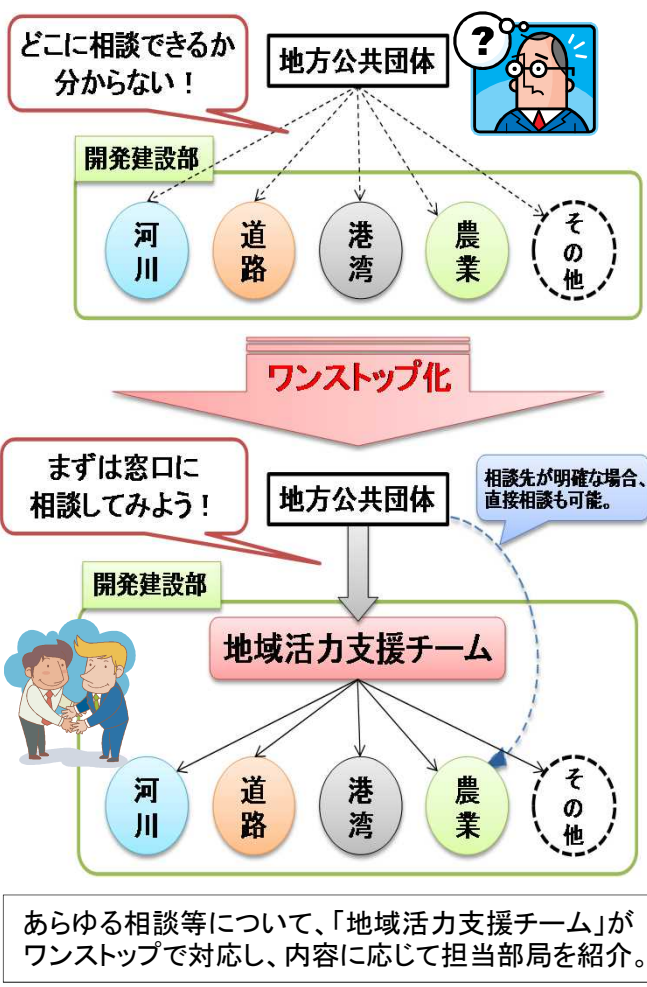 どこに相談できるか
分からない！
地方公共団体
?
開発建設部
河川
道路
港湾
農業
その他
ワンストップ化
まずは窓口に
相談してみよう！
地方公共団体
相談先が明確な場合、
直接相談も可能。
開発建設部
地域活力支援チーム
河川
道路
港湾
農業
その他
あらゆる相談等について、「地域活力支援チーム」が
ワンストップで対応し、内容に応じて担当部局を紹介。